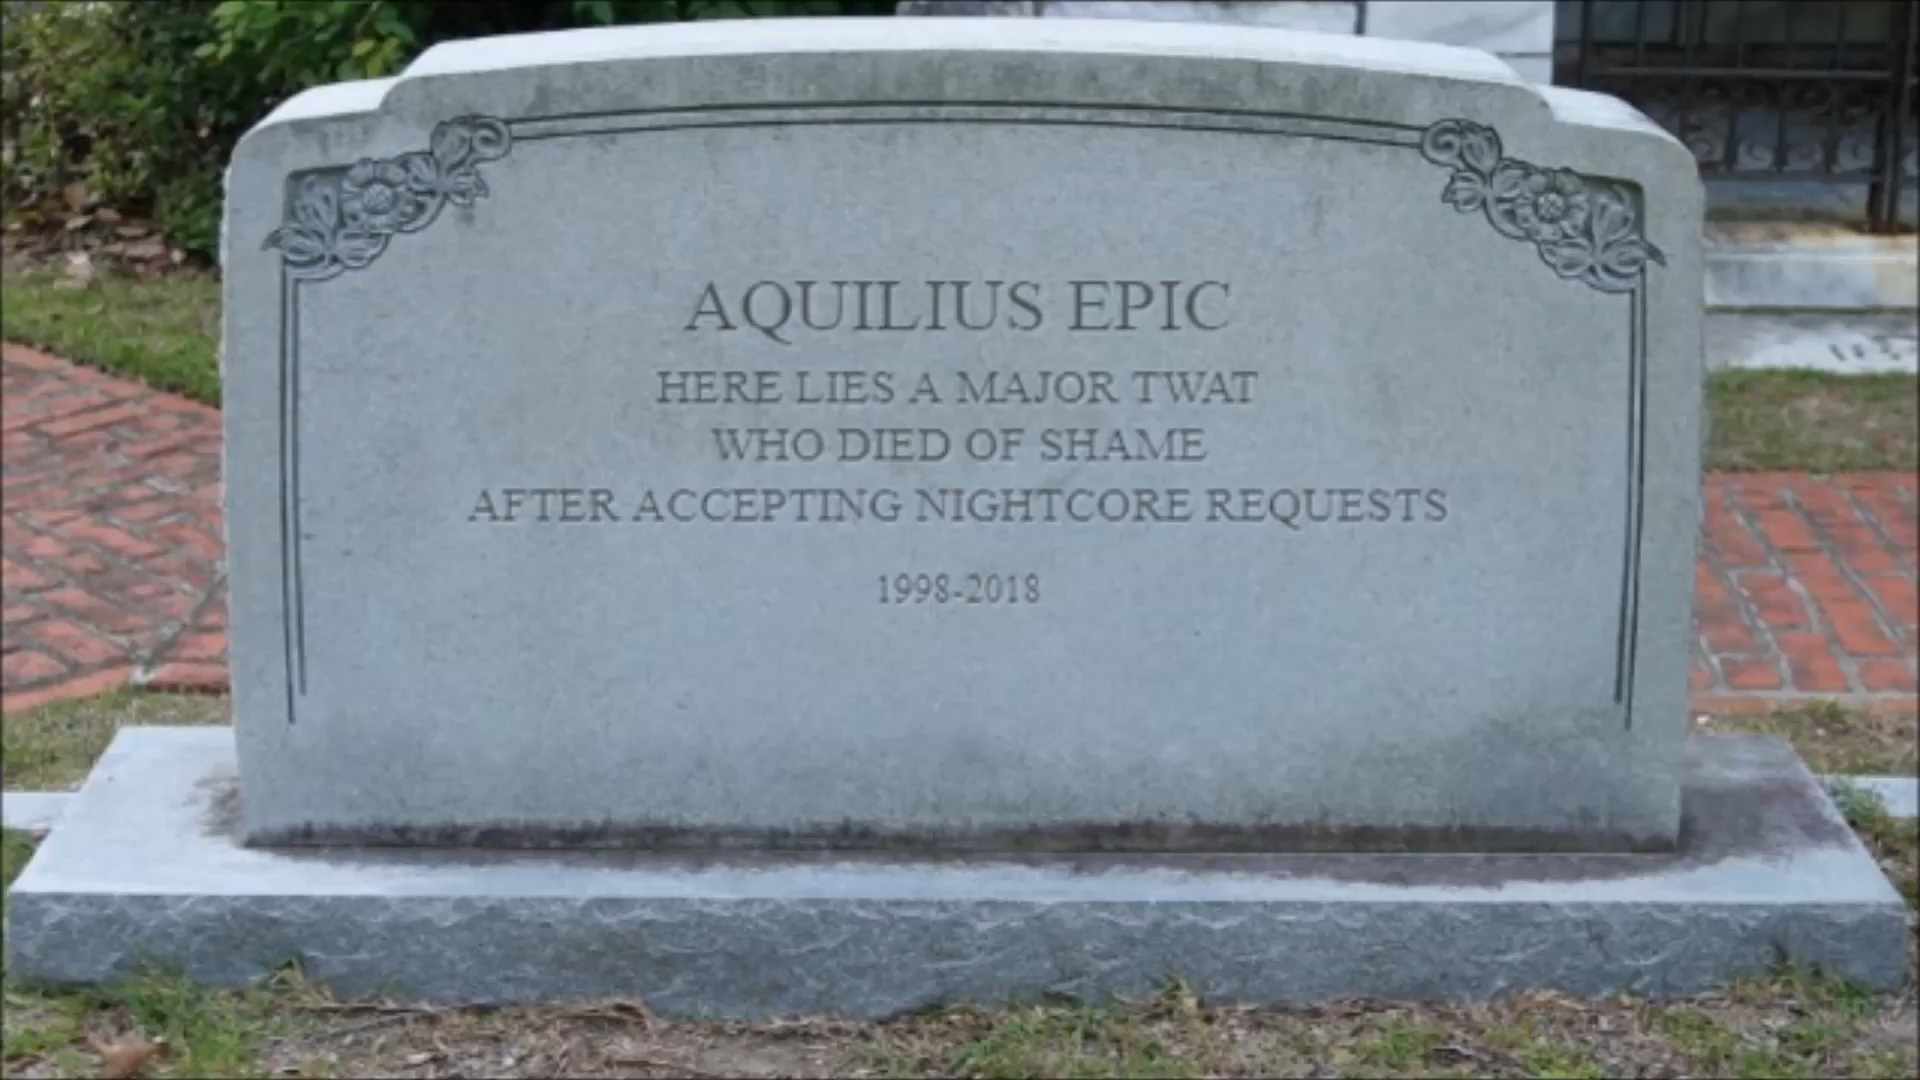 AQUILIUS EPIC
HERE LIES A MAJOR TWAT
WHO DIED OF SHAME
AFTER ACCEPTING NIGHTCORE REQUESTS
1998-2018